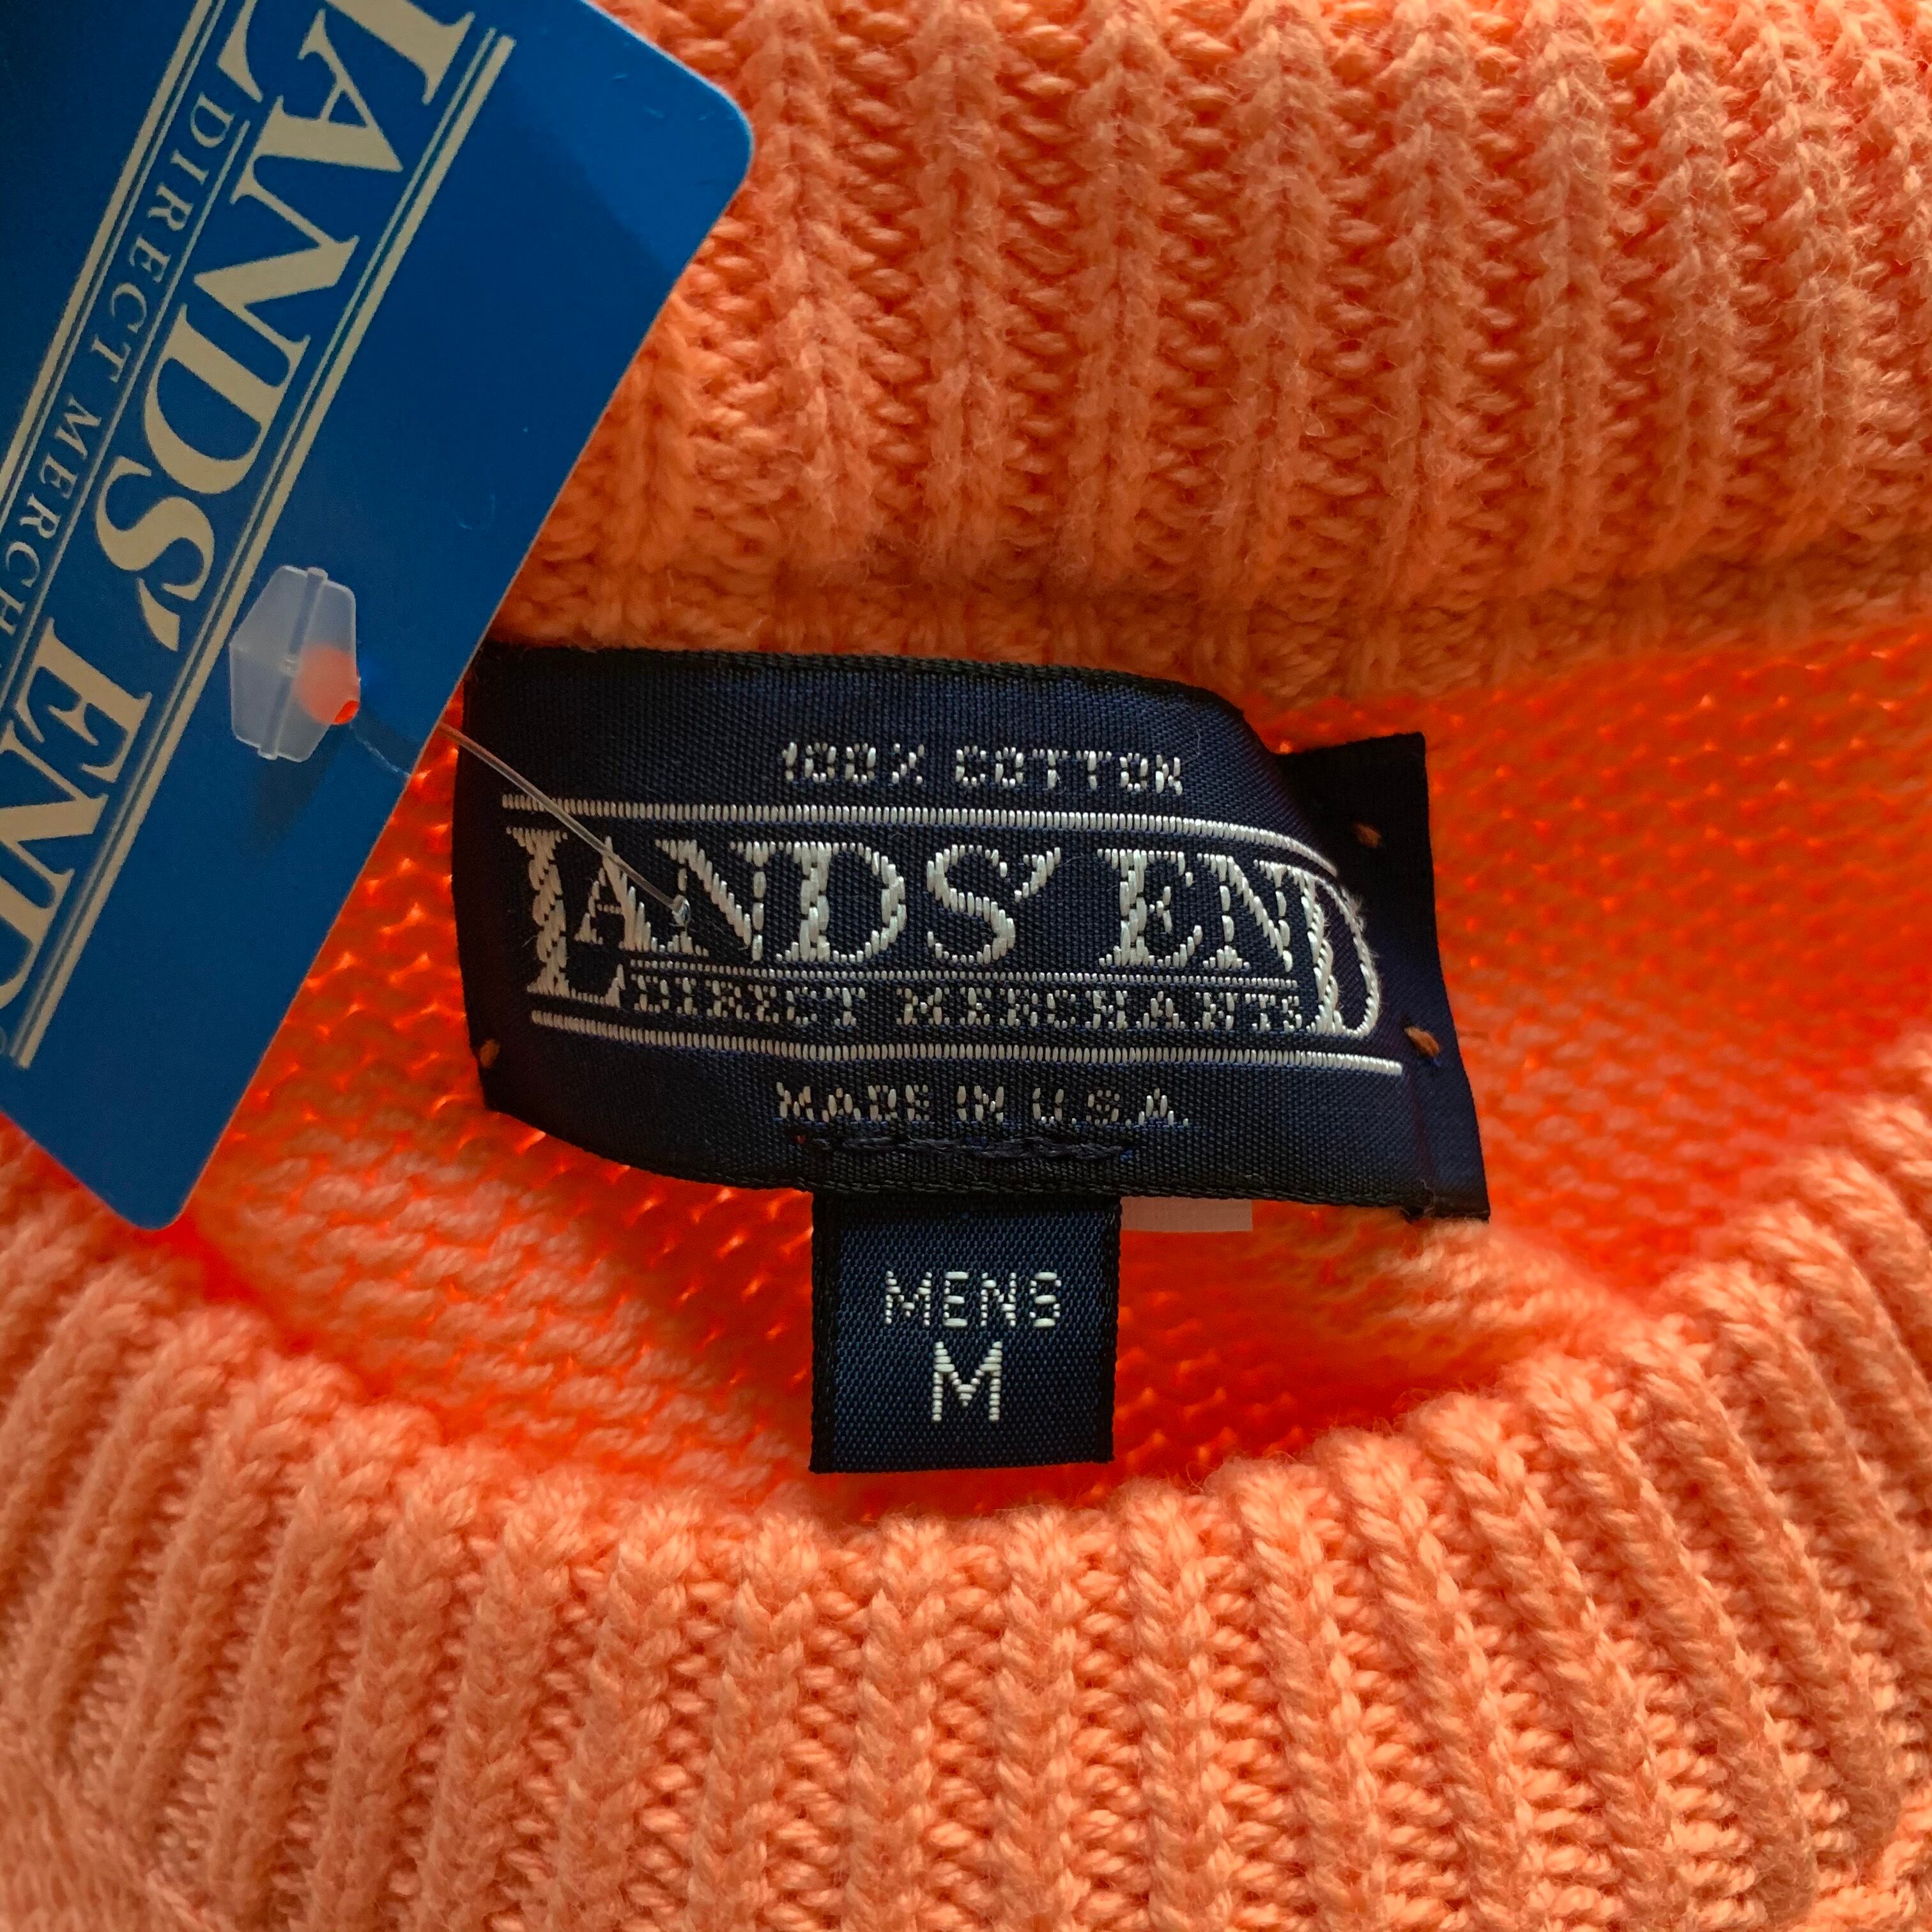 LANDS' END
DIRECT MERCH
100% COTTON
LANDS' END
DIRECT MERCHANTS
MADE IN U.S.A.
MENS
M